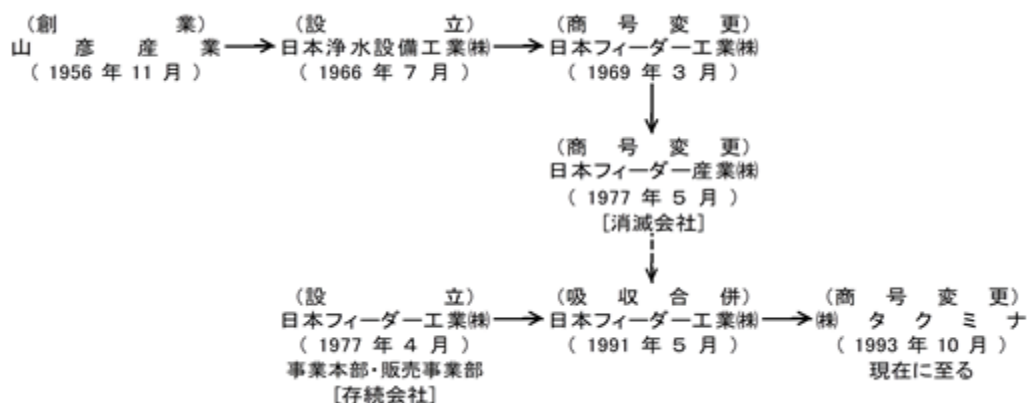 （創　　　業）
山　彦　産　業
（ 1956 年 11 月 ）
（設　　　立）
日本浄水設備工業㈱
（ 1966 年 7 月 ）
（商　号　変　更）
日本フィーダー工業㈱
（ 1969 年 3 月 ）
（商　号　変　更）
日本フィーダー産業㈱
（ 1977 年 5 月 ）
[消滅会社]
（設　　　立）
日本フィーダー工業㈱
（ 1977 年 4 月 ）
事業本部・販売事業部
[存続会社]
（吸　収　合　併）
日本フィーダー工業㈱
（ 1991 年 5 月 ）
（商　号　変　更）
㈱　タ　ク　ミ　ナ
（ 1993 年 10 月 ）
現在に至る